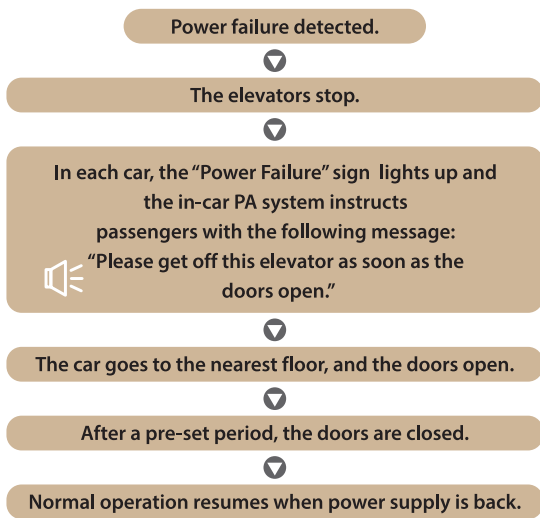 Power failure detected.
The elevators stop.
In each car, the “Power Failure” sign lights up and
the in-car PA system instructs
passengers with the following message:
“Please get off this elevator as soon as the
doors open.”
The car goes to the nearest floor, and the doors open.
After a pre-set period, the doors are closed.
Normal operation resumes when power supply is back.